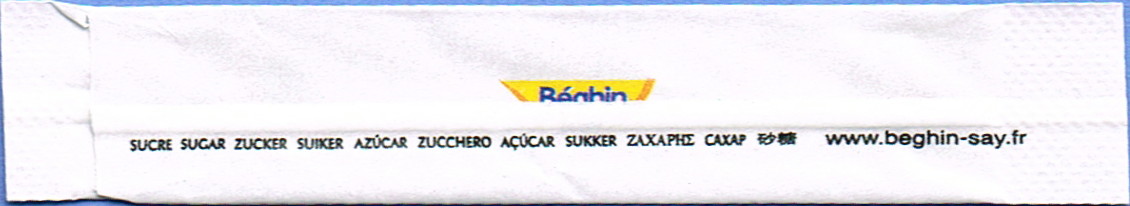 Béghin
SUCRE SUGAR ZUCKER SUIKER AZÚCAR ZUCCHERO AÇÚCAR SUKKER ΖΑΧΑΡΗΣ CAXAP 砂糖 www.beghin-say.fr